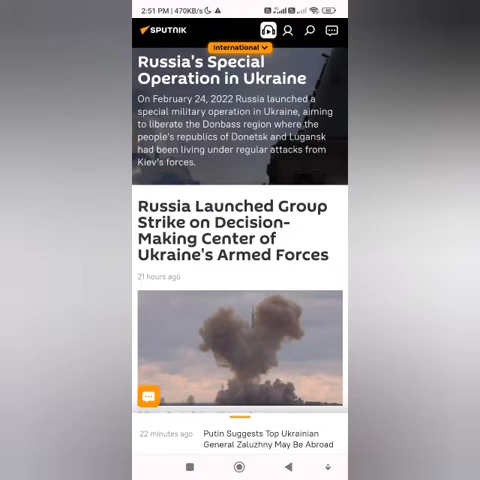 2:51 PM | 470KB/s
SPUTNIK
International
Russia's Special
Operation in Ukraine
On February 24, 2022 Russia launched a
special military operation in Ukraine, aiming
to liberate the Donbass region where the
people's republics of Donetsk and Lugansk
had been living under regular attacks from
Kiev's forces.
Russia Launched Group
Strike on Decision-
Making Center of
Ukraine's Armed Forces
21 hours ago
22 minutes ago
Putin Suggests Top Ukrainian
General Zaluzhny May Be Abroad